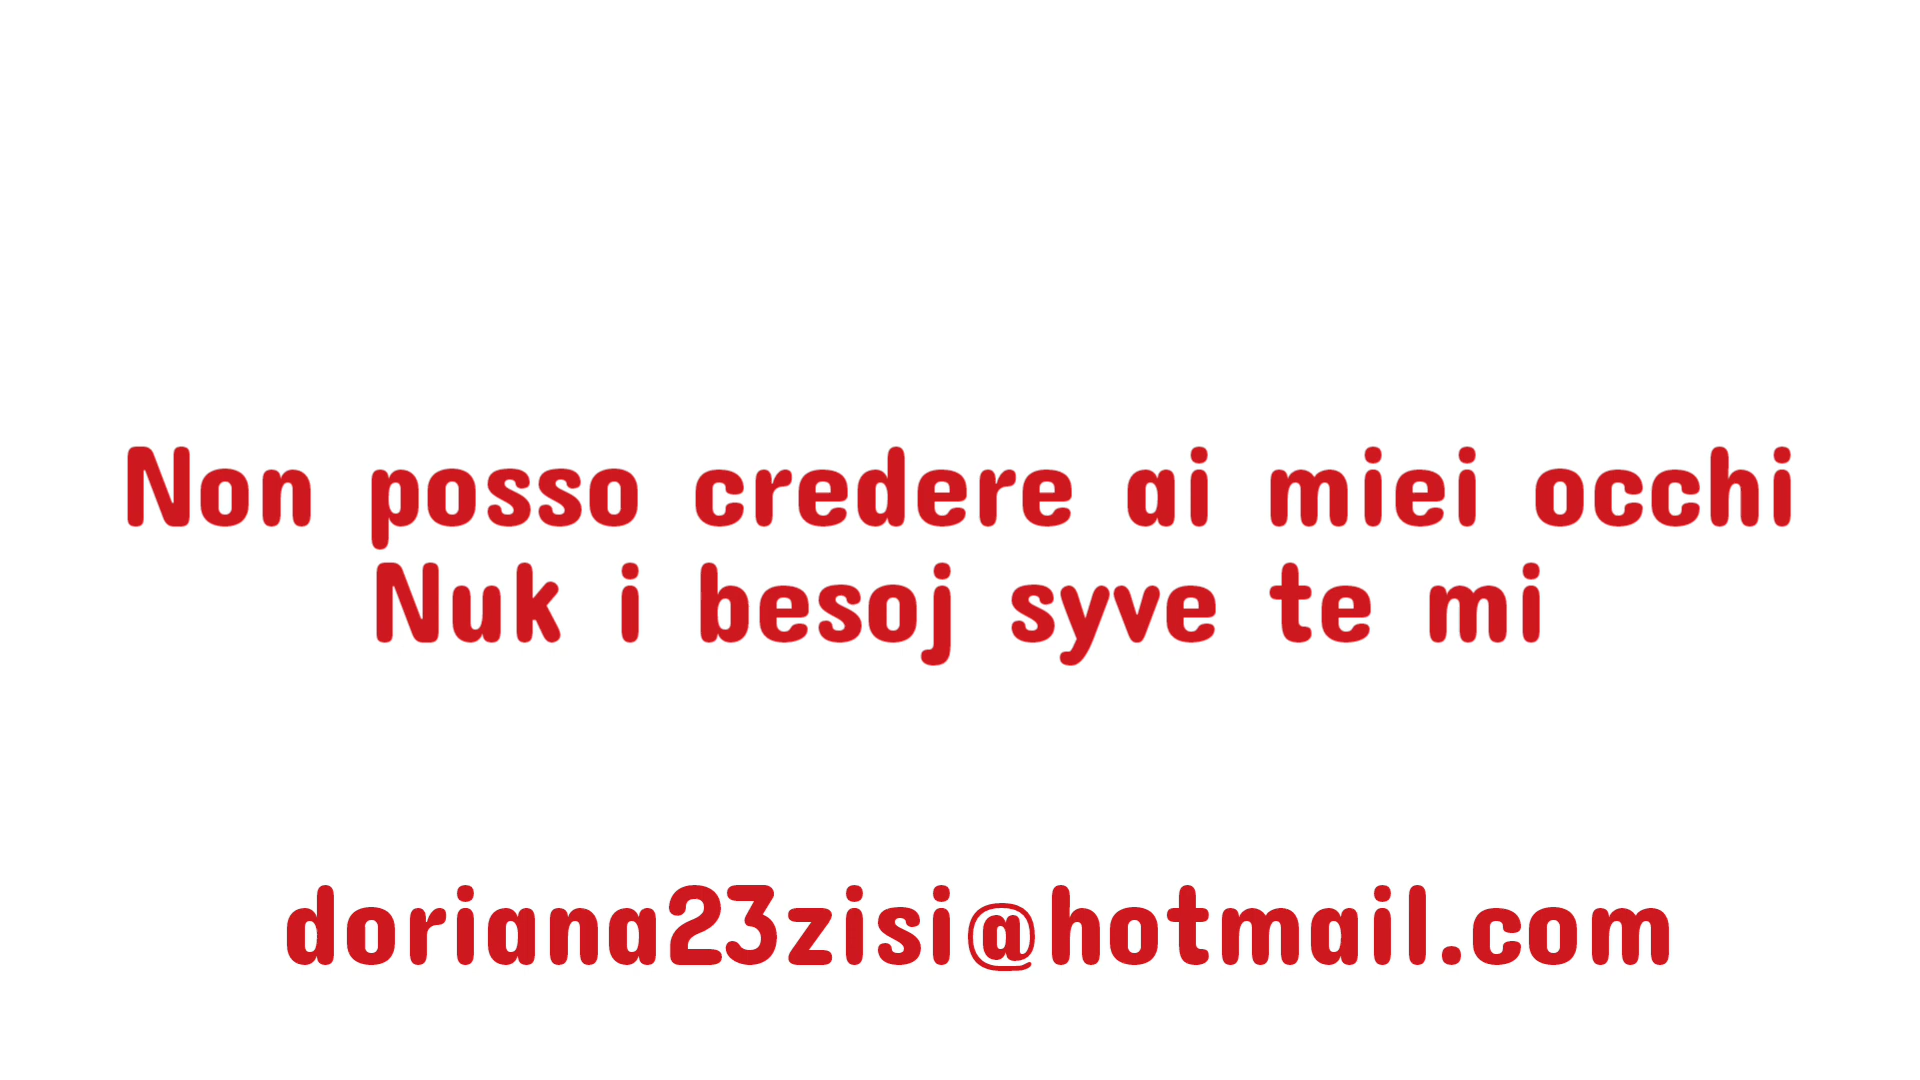 Non posso credere ai miei occhi
Nuk i besoj syve te mi
doriana23zisi@hotmail.com